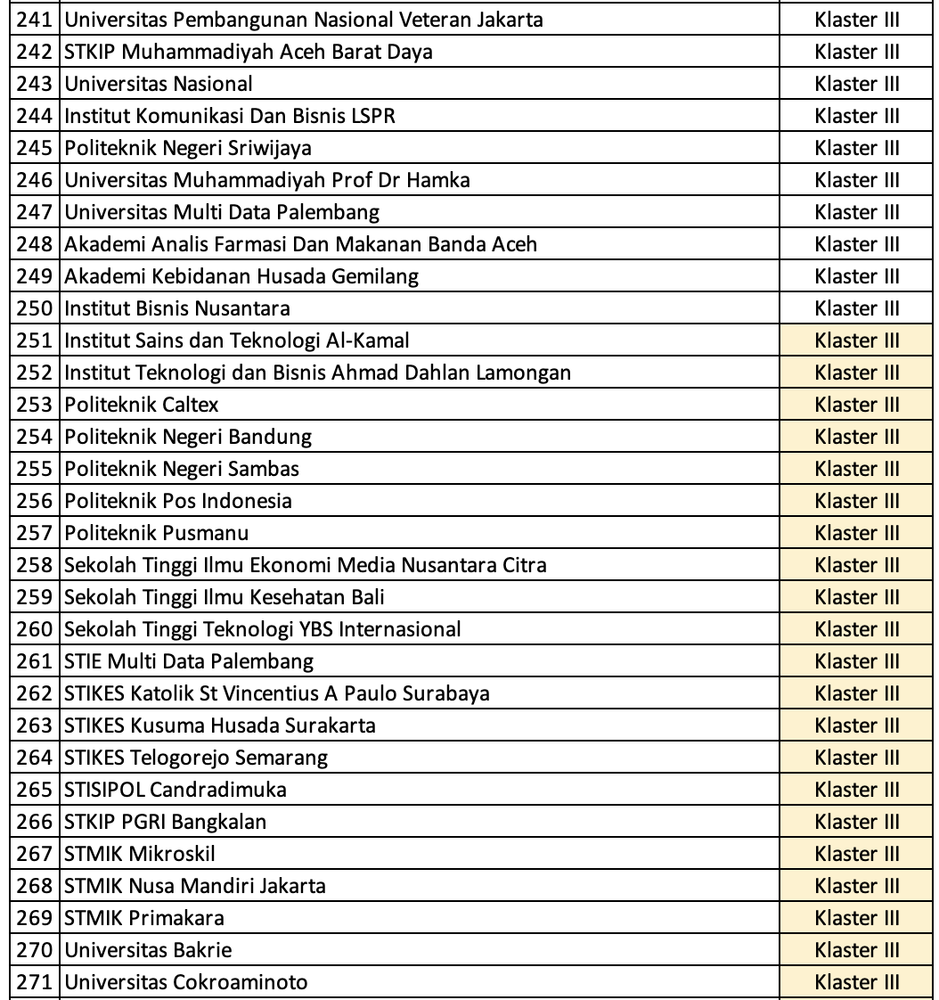 241 Universitas Pembangunan Nasional Veteran Jakarta Klaster III
242 STKIP Muhammadiyah Aceh Barat Daya Klaster III
243 Universitas Nasional Klaster III
244 Institut Komunikasi Dan Bisnis LSPR Klaster III
245 Politeknik Negeri Sriwijaya Klaster III
246 Universitas Muhammadiyah Prof Dr Hamka Klaster III
247 Universitas Multi Data Palembang Klaster III
248 Akademi Analis Farmasi Dan Makanan Banda Aceh Klaster III
249 Akademi Kebidanan Husada Gemilang Klaster III
250 Institut Bisnis Nusantara Klaster III
251 Institut Sains dan Teknologi Al-Kamal Klaster III
252 Institut Teknologi dan Bisnis Ahmad Dahlan Lamongan Klaster III
253 Politeknik Caltex Klaster III
254 Politeknik Negeri Bandung Klaster III
255 Politeknik Negeri Sambas Klaster III
256 Politeknik Pos Indonesia Klaster III
257 Politeknik Pusmanu Klaster III
258 Sekolah Tinggi Ilmu Ekonomi Media Nusantara Citra Klaster III
259 Sekolah Tinggi Ilmu Kesehatan Bali Klaster III
260 Sekolah Tinggi Teknologi YBS Internasional Klaster III
261 STIE Multi Data Palembang Klaster III
262 STIKES Katolik St Vincentius A Paulo Surabaya Klaster III
263 STIKES Kusuma Husada Surakarta Klaster III
264 STIKES Telogorejo Semarang Klaster III
265 STISIPOL Candradimuka Klaster III
266 STKIP PGRI Bangkalan Klaster III
267 STMIK Mikroskil Klaster III
268 STMIK Nusa Mandiri Jakarta Klaster III
269 STMIK Primakara Klaster III
270 Universitas Bakrie Klaster III
271 Universitas Cokroaminoto Klaster III